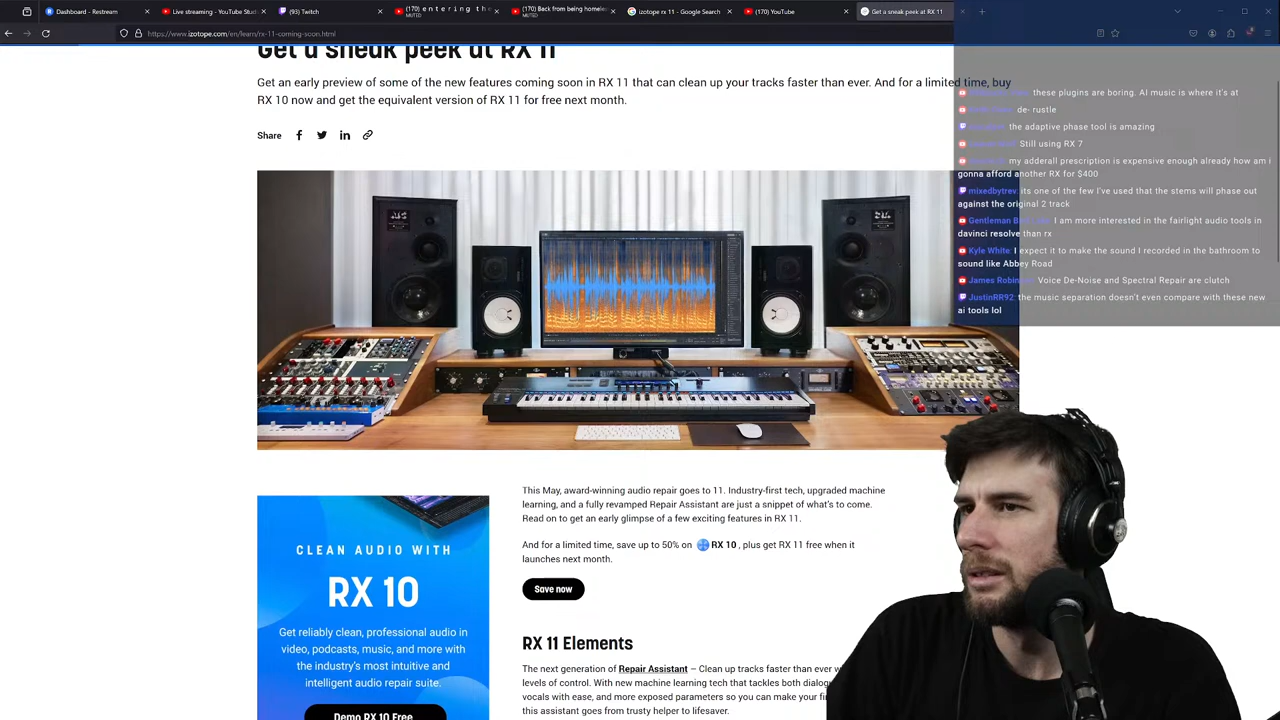 Dashboard - Restream
Live streaming - YouTube Stud
(93) Twitch
(170) e n t e r i n g t h e
MUTED
(170) Back from being homele
MUTED
izotope rx 11 - Google Search
(170) YouTube
Get a sneak peek at RX 11
https://www.izotope.com/en/learn/rx-11-coming-soon.html
Get a sneak peek at RX 11
Get an early preview of some of the new features coming soon in RX 11 that can clean up your tracks faster than ever. And for a limited time, buy
RX 10 now and get the equivalent version of RX 11 for free next month.
Share
these plugins are boring. AI music is where it's at
de- rustle
the adaptive phase tool is amazing
Still using RX 7
my adderall prescription is expensive enough already how am i
gonna afford another RX for $400
mixedbytrev: its one of the few I've used that the stems will phase out
against the original 2 track
Gentleman I am more interested in the fairlight audio tools in
davinci resolve than rx
Kyle White: I expect it to make the sound I recorded in the bathroom to
sound like Abbey Road
James Voice De-Noise and Spectral Repair are clutch
JustinRR92: the music separation doesn't even compare with these new
ai tools lol
CLEAN AUDIO WITH
RX 10
Get reliably clean, professional audio in
video, podcasts, music, and more with
the industry's most intuitive and
intelligent audio repair suite.
Demo RX 10 Free
This May, award-winning audio repair goes to 11. Industry-first tech, upgraded machine
learning, and a fully revamped Repair Assistant are just a snippet of what's to come.
Read on to get an early glimpse of a few exciting features in RX 11.
And for a limited time, save up to 50% on RX 10 , plus get RX 11 free when it
launches next month.
Save now
RX 11 Elements
The next generation of Repair Assistant – Clean up tracks faster than ever
levels of control. With new machine learning tech that tackles both
vocals with ease, and more exposed parameters so you can make your
this assistant goes from trusty helper to lifesaver.